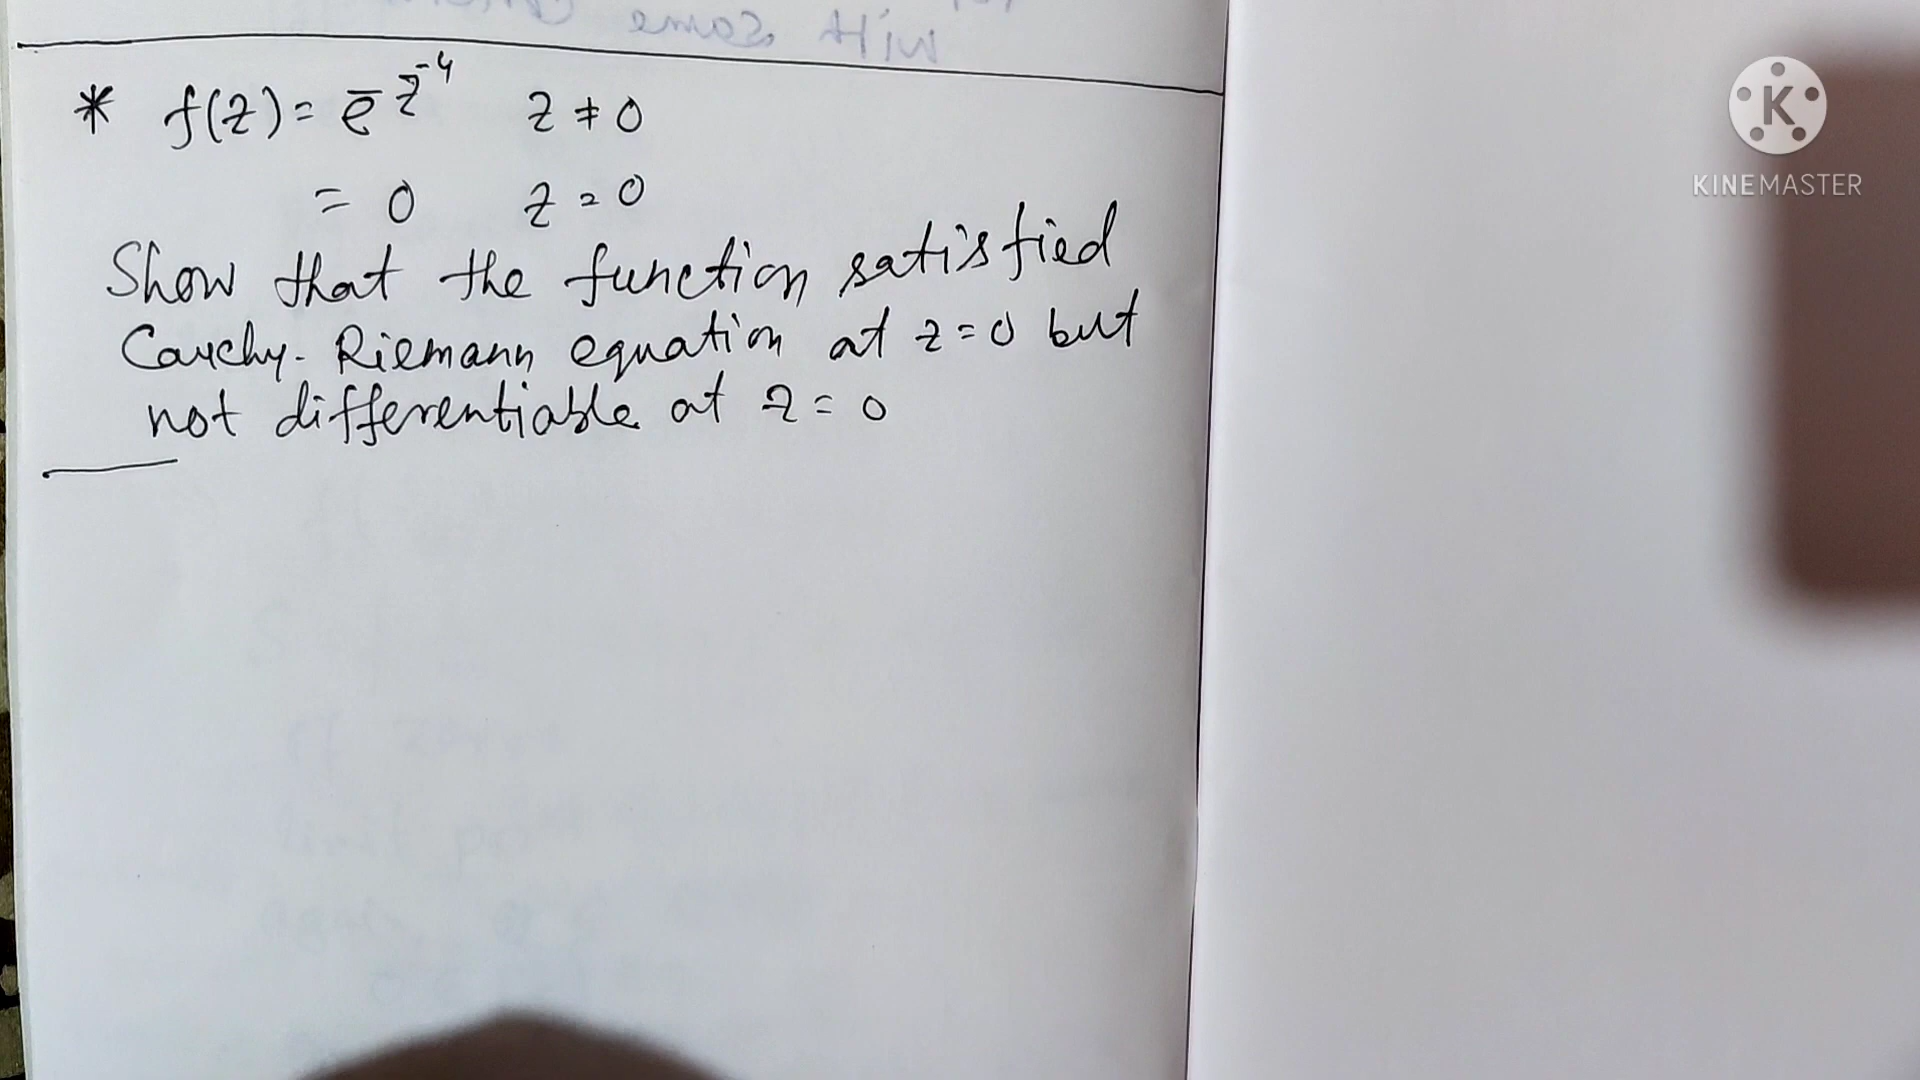 * f(z) = e^-z^-4 z ≠ 0
= 0 z = 0
Show that the function satisfied
Cauchy-Riemann equation at z = 0 but
not differentiable at z = 0
K
KINEMASTER